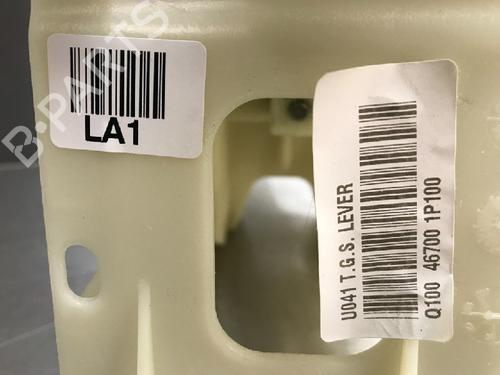 B-PARTS
LA1
U041 T.G.S. LEVER
Q100 46700 1P100